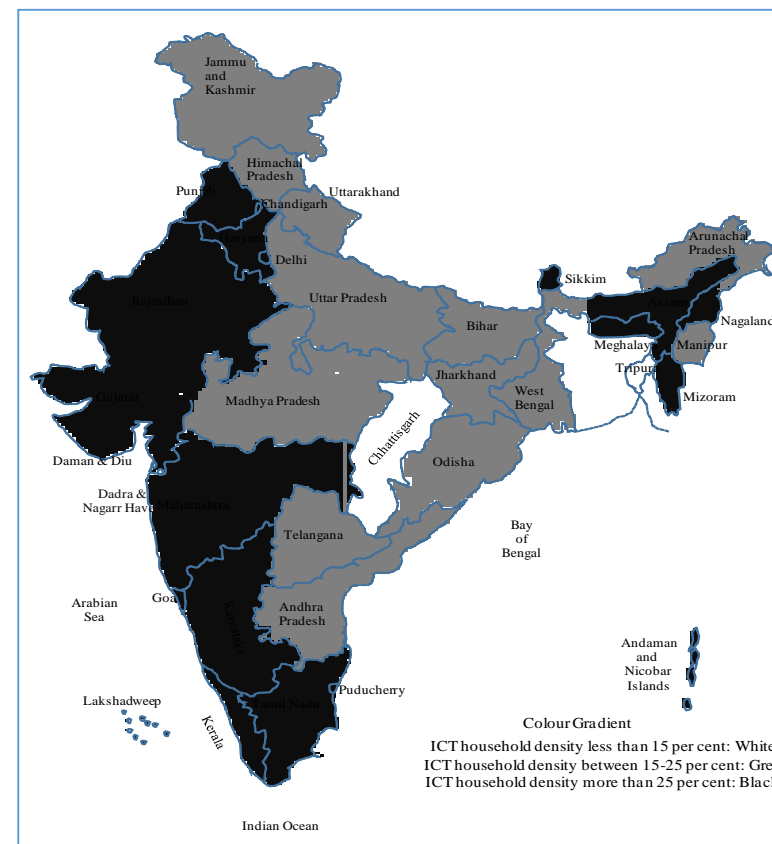 Jammu
and
Kashmir
Himachal
Pradesh
Punjab
Uttarakhand
Chandigarh
Haryana
Delhi
Arunachal
Pradesh
Sikkim
Rajasthan
Uttar Pradesh
Assam
Bihar
Nagaland
Meghalay
Manipur
Tripura
Jharkhand
West
Bengal
Mizoram
Gujarat
Madhya Pradesh
Chhattisgarh
Daman & Diu
Odisha
Dadra &
Nagarr Have
Maharashtra
Telangana
Bay
of
Bengal
Goa
Arabian
Sea
Karnataka
Andhra
Pradesh
Andaman
and
Nicobar
Islands
Puducherry
Lakshadweep
Tamil Nadu
Kerala
Colour Gradient
ICT household density less than 15 per cent: White
ICT household density between 15-25 per cent: Gre
ICT household density more than 25 per cent: Blac
Indian Ocean